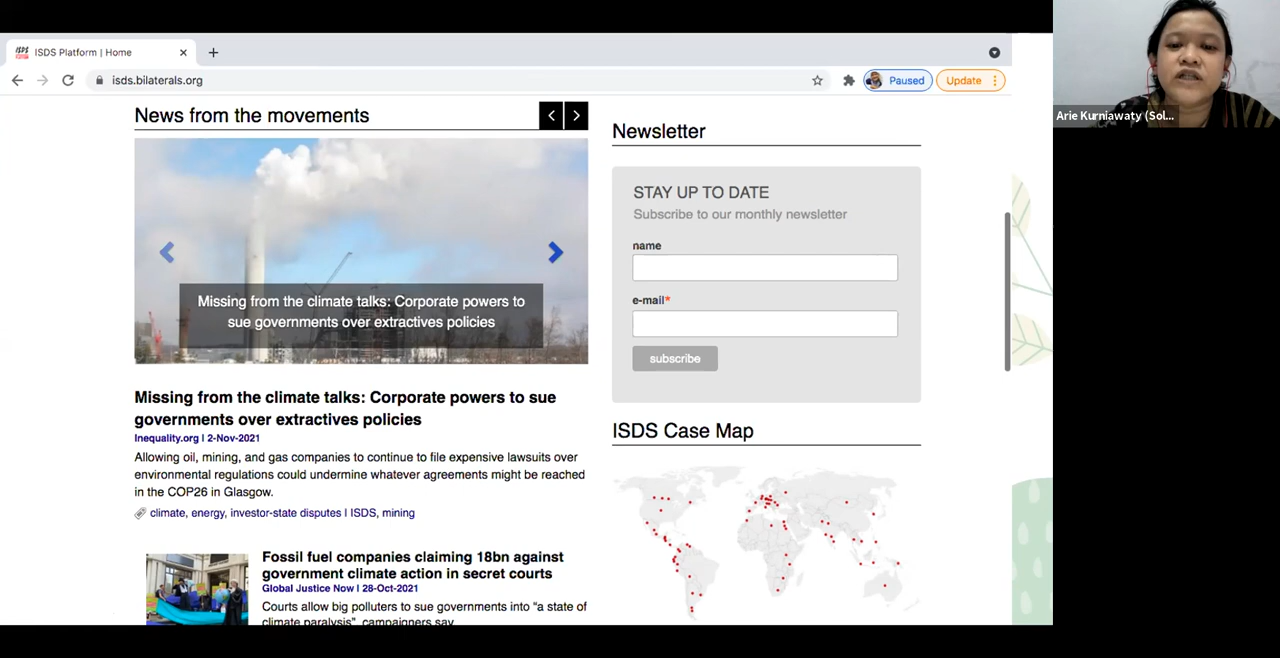 ISDS Platform | Home
isds.bilaterals.org
Paused
Update
Arie Kurniawaty (Sol...
News from the movements
Missing from the climate talks: Corporate powers to
sue governments over extractives policies
Missing from the climate talks: Corporate powers to sue
governments over extractives policies
Inequality.org | 2-Nov-2021
Allowing oil, mining, and gas companies to continue to file expensive lawsuits over
environmental regulations could undermine whatever agreements might be reached
in the COP26 in Glasgow.
climate, energy, investor-state disputes | ISDS, mining
Fossil fuel companies claiming 18bn against
government climate action in secret courts
Global Justice Now | 28-Oct-2021
Courts allow big polluters to sue governments into "a state of
climate paralysis", campaigners say
Newsletter
STAY UP TO DATE
Subscribe to our monthly newsletter
name
e-mail*
subscribe
ISDS Case Map